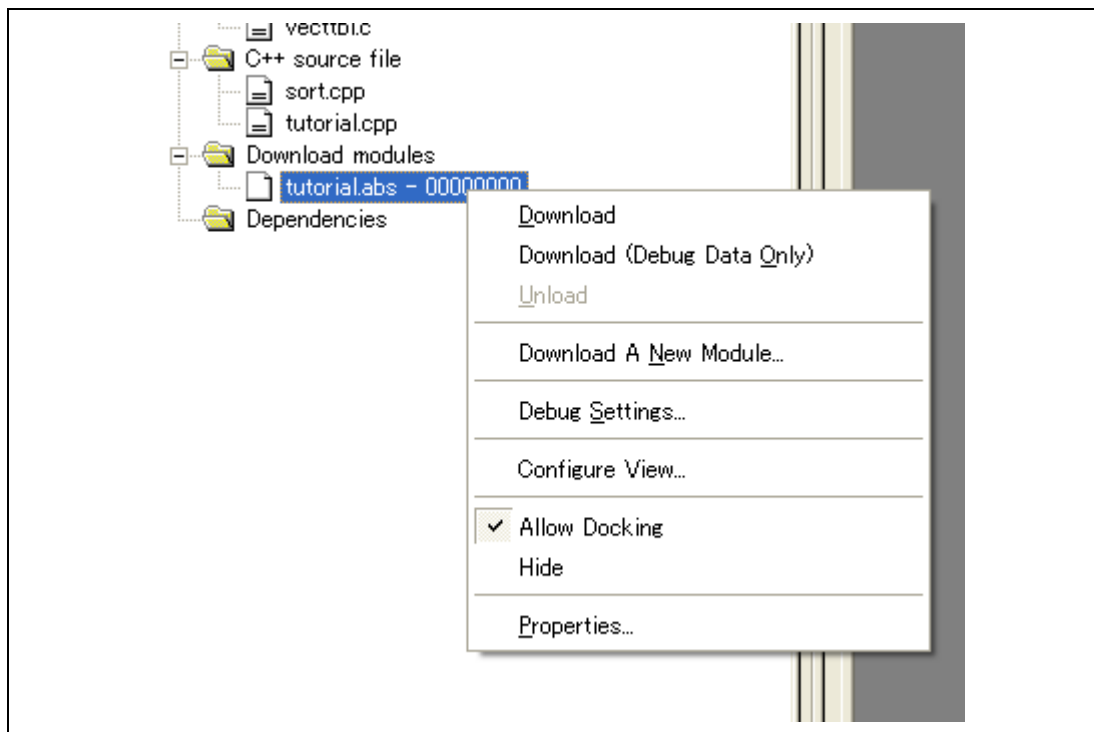 vecttbl.c
C++ source file
sort.cpp
tutorial.cpp
Download modules
tutorial.abs - 00000000
Dependencies
Download
Download (Debug Data Only)
Unload
Download A New Module...
Debug Settings...
Configure View...
Allow Docking
Hide
Properties...